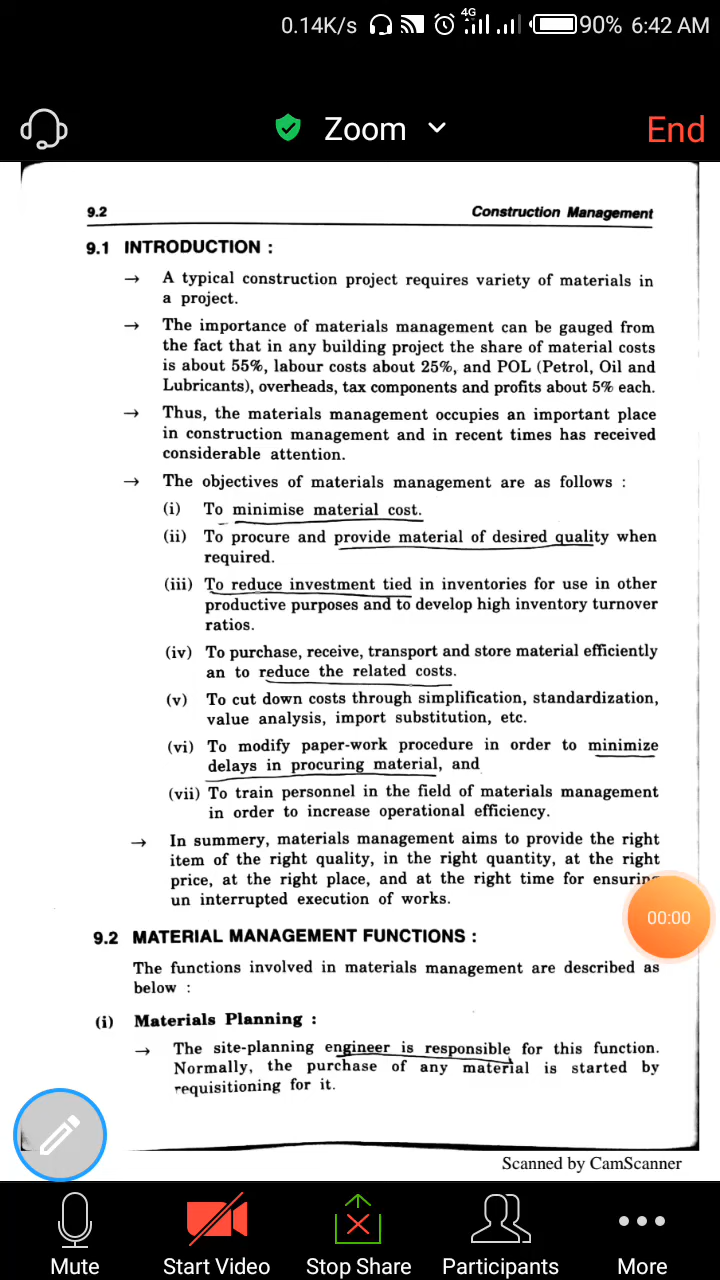 0.14K/s 4G 90% 6:42 AM
Zoom End
9.2 Construction Management
9.1 INTRODUCTION :
→ A typical construction project requires variety of materials in
a project.
→ The importance of materials management can be gauged from
the fact that in any building project the share of material costs
is about 55%, labour costs about 25%, and POL (Petrol, Oil and
Lubricants), overheads, tax components and profits about 5% each.
→ Thus, the materials management occupies an important place
in construction management and in recent times has received
considerable attention.
→ The objectives of materials management are as follows :
(i) To minimise material cost.
(ii) To procure and provide material of desired quality when
required.
(iii) To reduce investment tied in inventories for use in other
productive purposes and to develop high inventory turnover
ratios.
(iv) To purchase, receive, transport and store material efficiently
an to reduce the related costs.
(v) To cut down costs through simplification, standardization,
value analysis, import substitution, etc.
(vi) To modify paper-work procedure in order to minimize
delays in procuring material, and
(vii) To train personnel in the field of materials management
in order to increase operational efficiency.
→ In summery, materials management aims to provide the right
item of the right quality, in the right quantity, at the right
price, at the right place, and at the right time for ensuring
un interrupted execution of works.
00:00
9.2 MATERIAL MANAGEMENT FUNCTIONS :
The functions involved in materials management are described as
below :
(i) Materials Planning :
→ The site-planning engineer is responsible for this function.
Normally, the purchase of any material is started by
requisitioning for it.
Scanned by CamScanner
Mute Start Video Stop Share Participants More